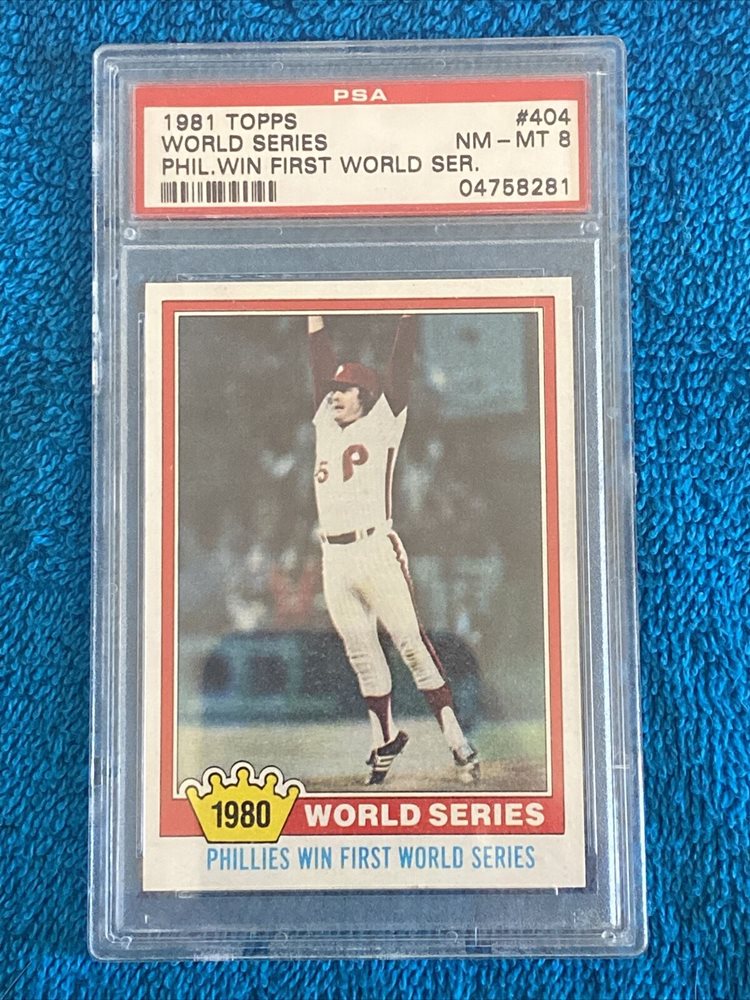 PSA
1981 TOPPS #404
WORLD SERIES NM-MT 8
PHIL.WIN FIRST WORLD SER.
04758281
P
5 P
1980 WORLD SERIES
PHILLIES WIN FIRST WORLD SERIES